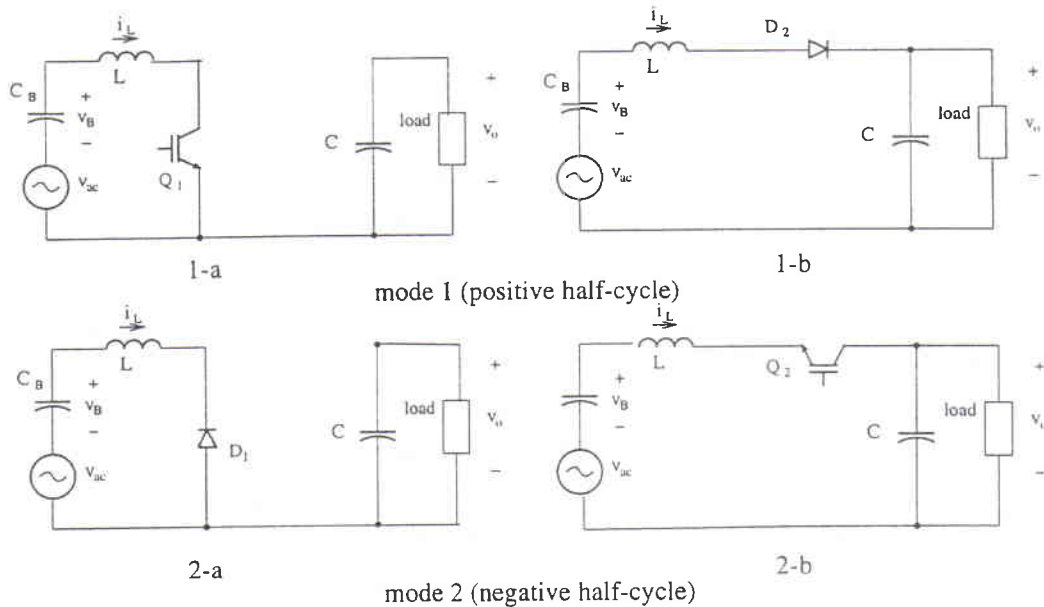 i_L
L
C_B
+
v_B
−
v_ac
Q_1
C
load
+
v_o
−
1-a
i_L
L
D_2
C_B
+
v_B
−
v_ac
C
load
+
v_o
−
1-b
mode 1 (positive half-cycle)
i_L
L
C_B
+
v_B
−
v_ac
D_1
C
load
+
v_o
−
2-a
i_L
L
Q_2
+
v_B
−
v_ac
C
load
+
−
2-b
mode 2 (negative half-cycle)